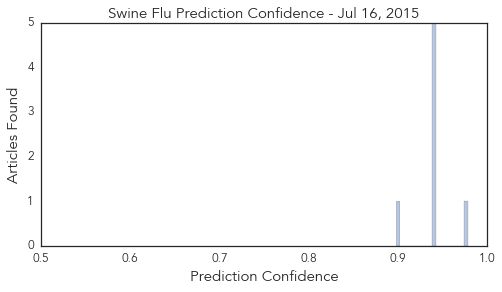 Swine Flu Prediction Confidence - Jul 16, 2015
5
4
3
2
1
0
Articles Found
0.5 0.6 0.7 0.8 0.9 1.0
Prediction Confidence